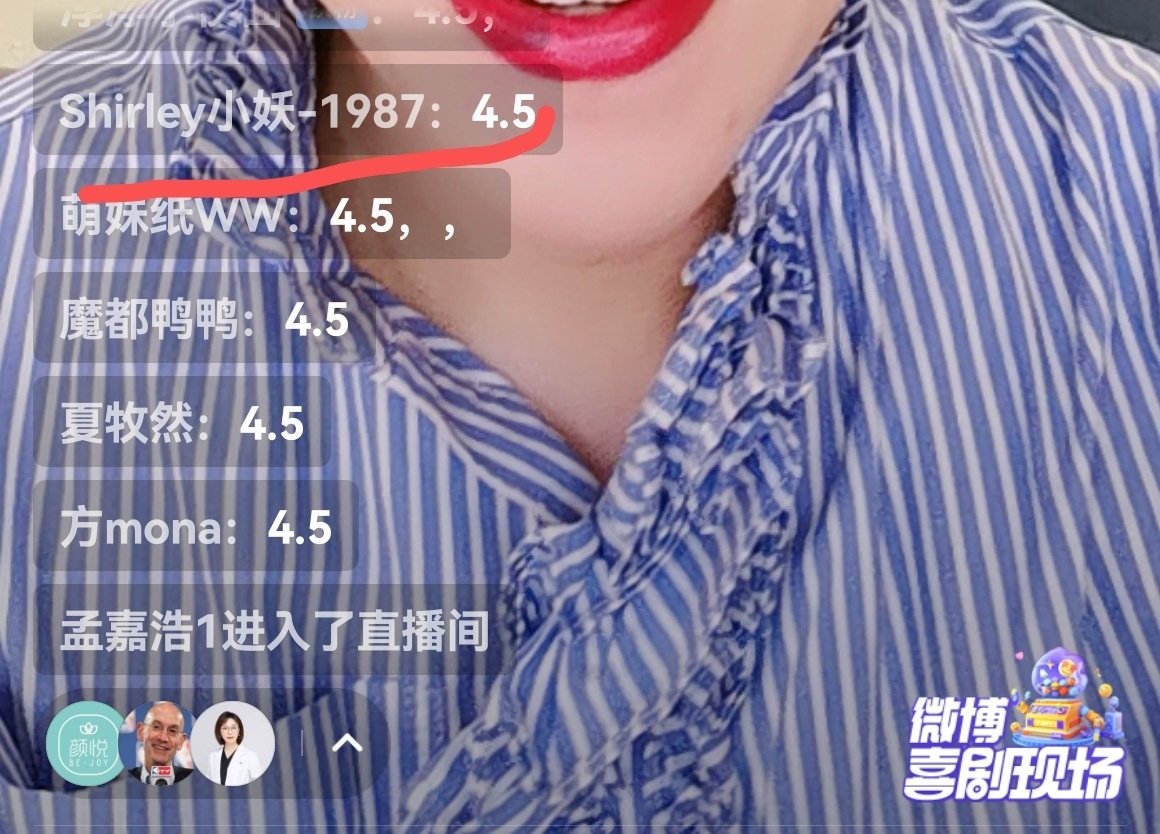 4.5,
Shirley小妖-1987： 4.5
萌妹纸WW： 4.5，，
魔都鸭鸭： 4.5
夏牧然： 4.5
方mona： 4.5
孟嘉浩1进入了直播间
颜悦
BE·JOY
微博
喜剧现场